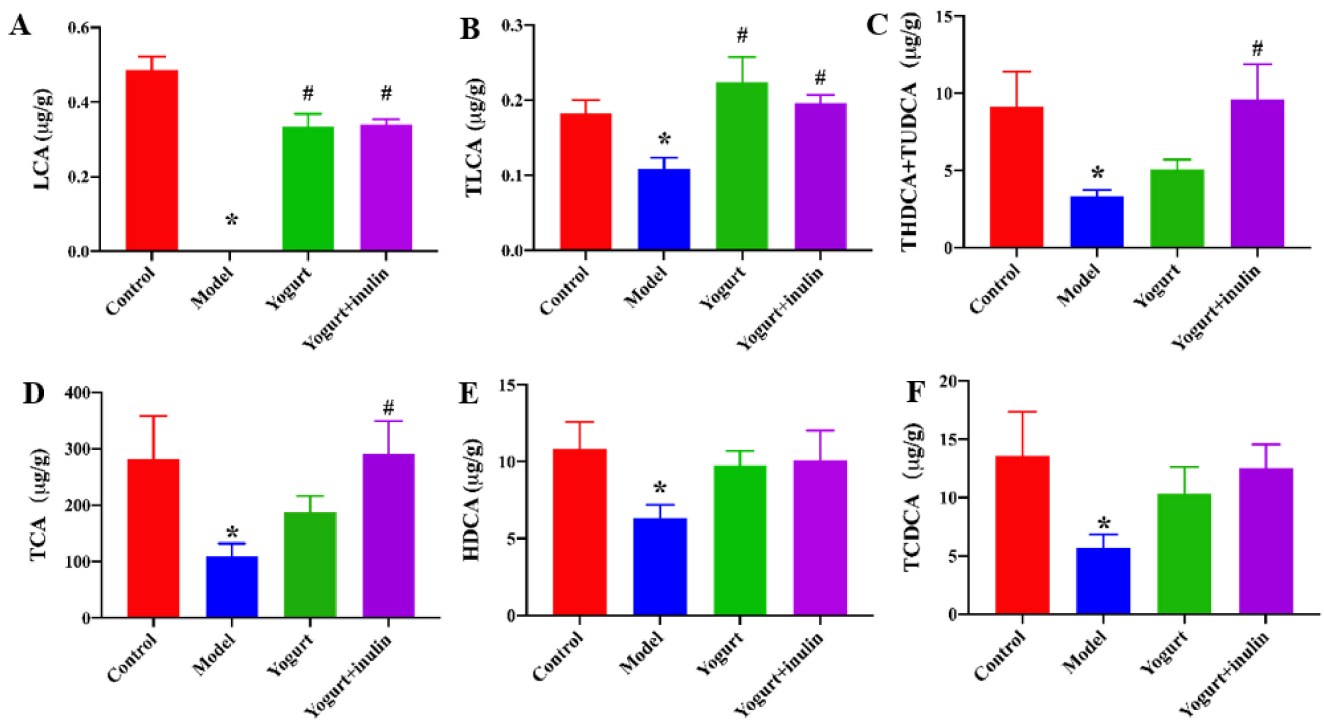 A
LCA (μg/g)
0.6
0.4
0.2
0.0
*
#
#
Control
Model
Yogurt
Yogurt+inulin
B
TLCA (μg/g)
0.3
0.2
0.1
0.0
*
#
#
Control
Model
Yogurt
Yogurt+inulin
C
THDCA+TUDCA (μg/g)
15
10
5
0
*
#
Control
Model
Yogurt
Yogurt+inulin
D
TCA (μg/g)
400
300
200
100
0
*
#
Control
Model
Yogurt
Yogurt+inulin
E
HDCA (μg/g)
15
10
5
0
*
Control
Model
Yogurt
Yogurt+inulin
F
TCDCA (μg/g)
20
15
10
5
0
*
Control
Model
Yogurt
Yogurt+inulin